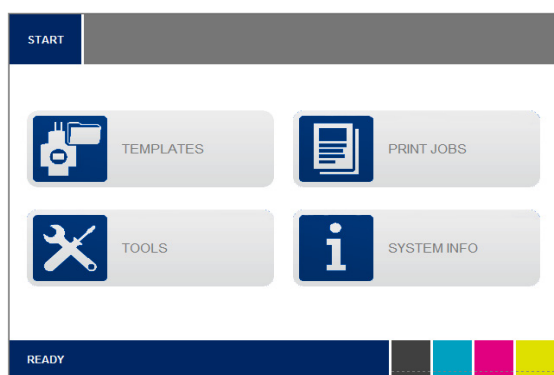 START
TEMPLATES
PRINT JOBS
TOOLS
SYSTEM INFO
READY